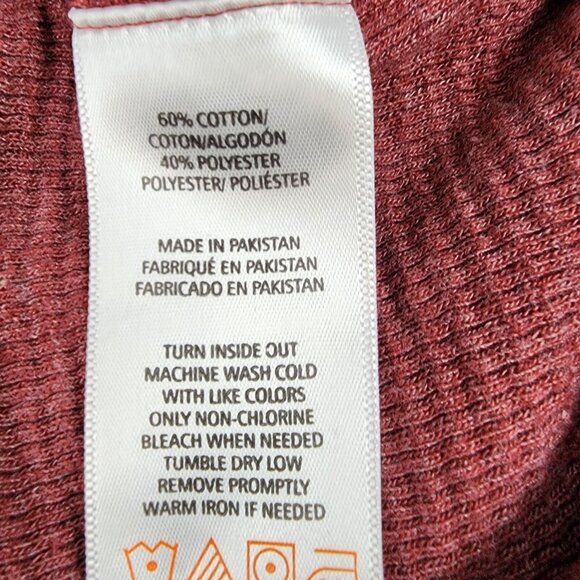 60% COTTON/
COTON/ALGODÓN
40% POLYESTER
POLYESTER/ POLIÉSTER
MADE IN PAKISTAN
FABRIQUÉ EN PAKISTAN
FABRICADO EN PAKISTAN
TURN INSIDE OUT
MACHINE WASH COLD
WITH LIKE COLORS
ONLY NON-CHLORINE
BLEACH WHEN NEEDED
TUMBLE DRY LOW
REMOVE PROMPTLY
WARM IRON IF NEEDED